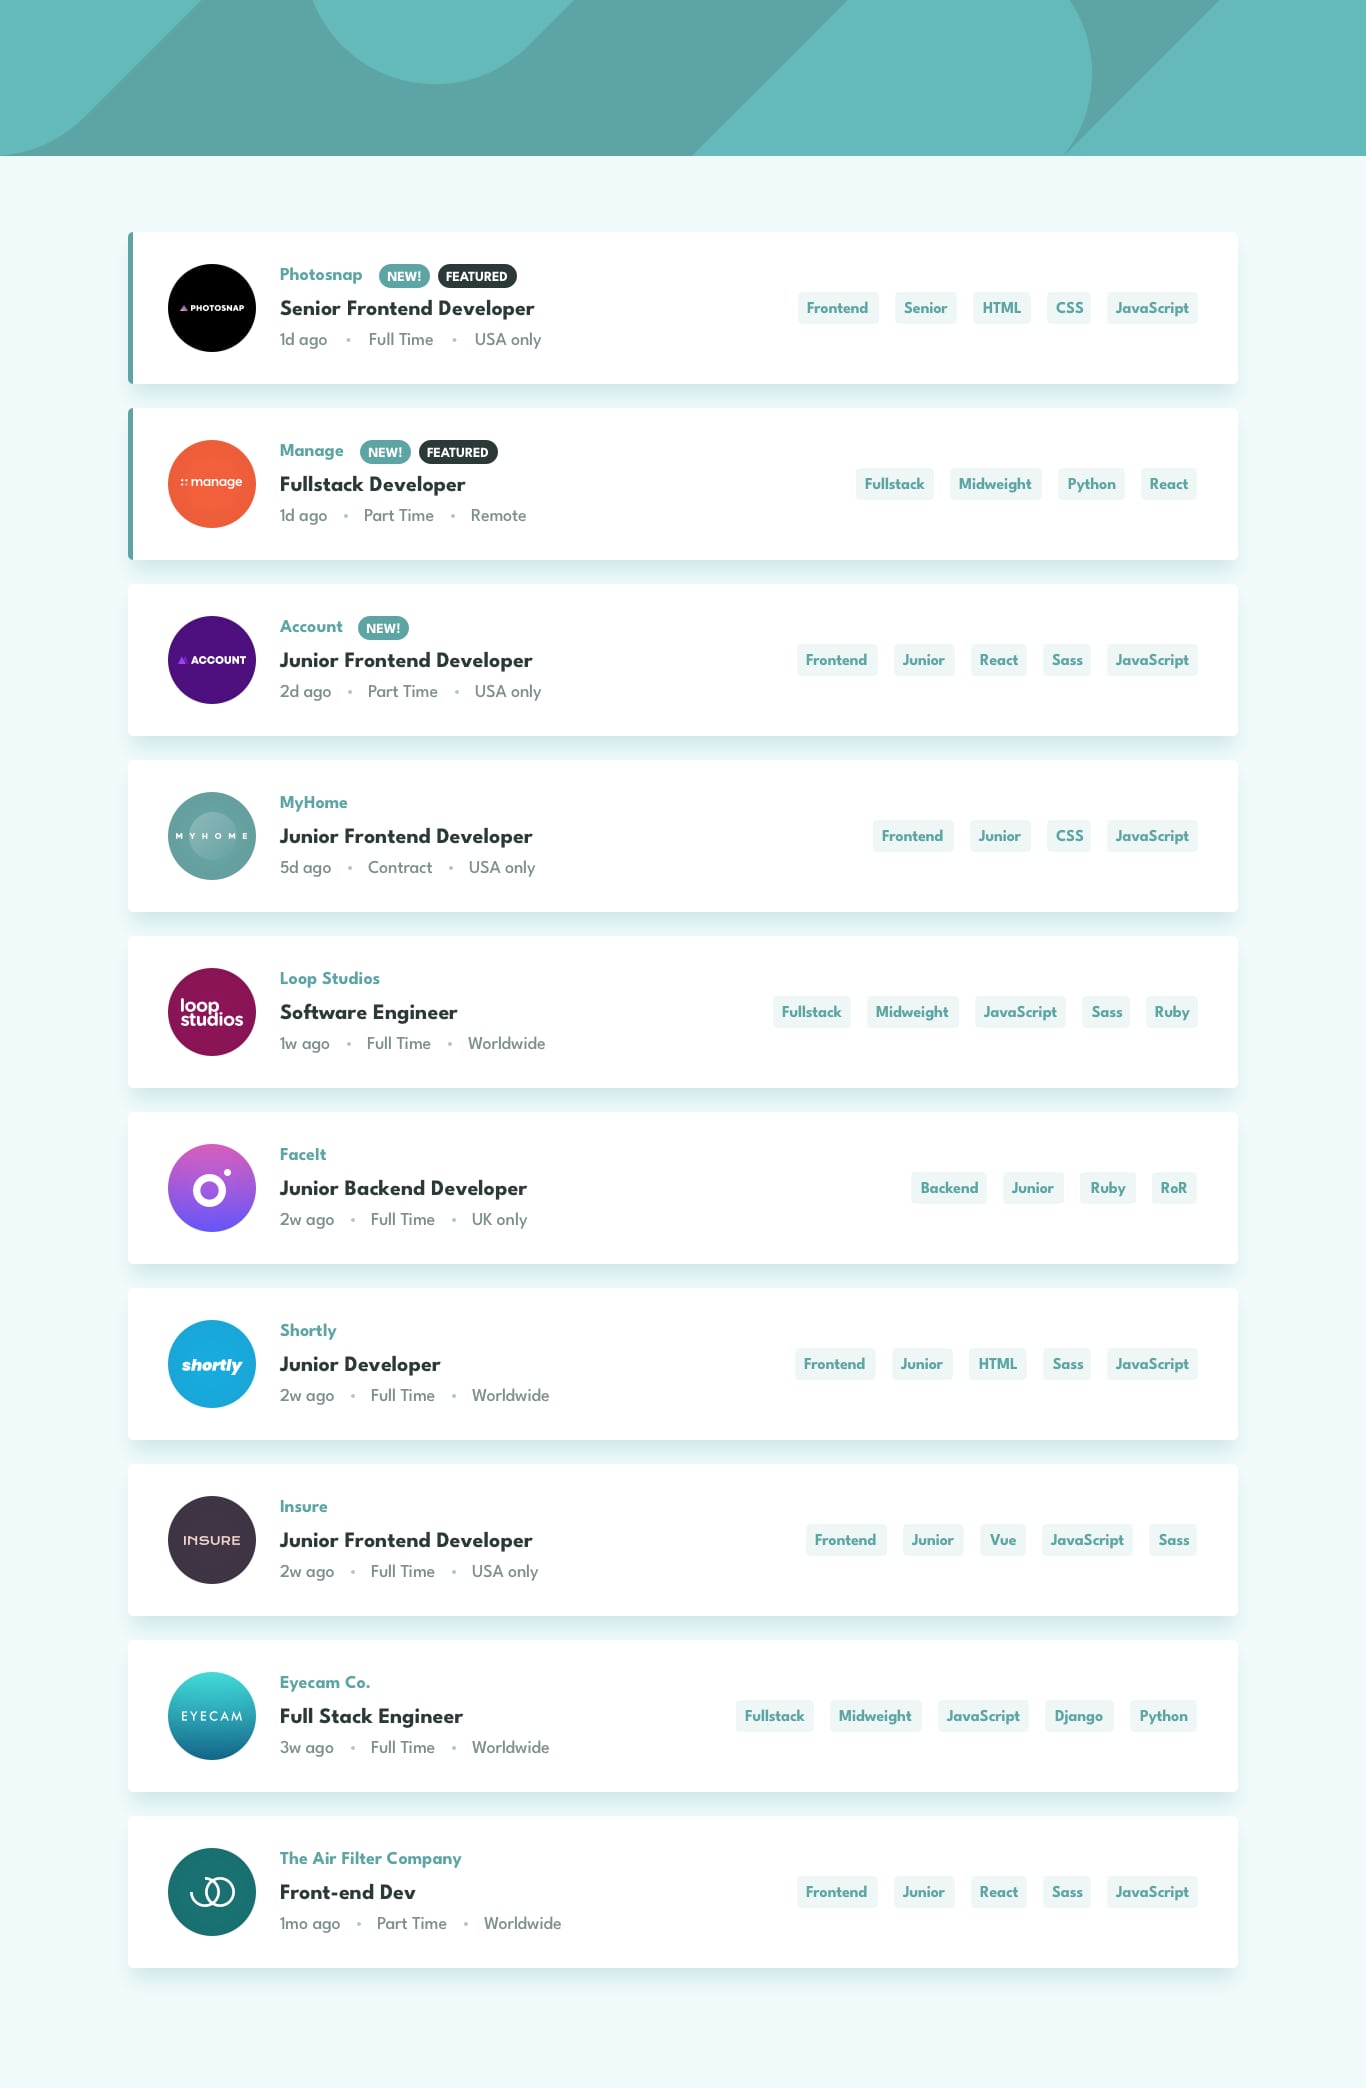 PHOTOSNAP
Photosnap NEW! FEATURED
Senior Frontend Developer
1d ago • Full Time • USA only
Frontend Senior HTML CSS JavaScript
manage
Manage NEW! FEATURED
Fullstack Developer
1d ago • Part Time • Remote
Fullstack Midweight Python React
ACCOUNT
Account NEW!
Junior Frontend Developer
2d ago • Part Time • USA only
Frontend Junior React Sass JavaScript
MYHOME
MyHome
Junior Frontend Developer
5d ago • Contract • USA only
Frontend Junior CSS JavaScript
loop
studios
Loop Studios
Software Engineer
1w ago • Full Time • Worldwide
Fullstack Midweight JavaScript Sass Ruby
FaceIt
Junior Backend Developer
2w ago • Full Time • UK only
Backend Junior Ruby RoR
shortly
Shortly
Junior Developer
2w ago • Full Time • Worldwide
Frontend Junior HTML Sass JavaScript
INSURE
Insure
Junior Frontend Developer
2w ago • Full Time • USA only
Frontend Junior Vue JavaScript Sass
EYECAM
Eyecam Co.
Full Stack Engineer
3w ago • Full Time • Worldwide
Fullstack Midweight JavaScript Django Python
The Air Filter Company
Front-end Dev
1mo ago • Part Time • Worldwide
Frontend Junior React Sass JavaScript